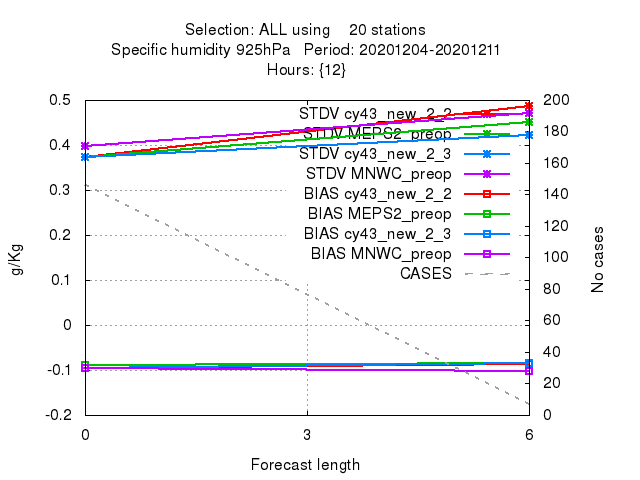 Selection: ALL using 20 stations
Specific humidity 925hPa Period: 20201204-20201211
Hours: {12}
0.5
0.4
0.3
0.2
0.1
0
-0.1
-0.2
g/Kg
STDV cy43_new_2_2
STDV MEPS2_preop
STDV cy43_new_2_3
STDV MNWC_preop
BIAS cy43_new_2_2
BIAS MEPS2_preop
BIAS cy43_new_2_3
BIAS MNWC_preop
CASES
200
180
160
140
120
100
80
60
40
20
0
No cases
0 3 6
Forecast length